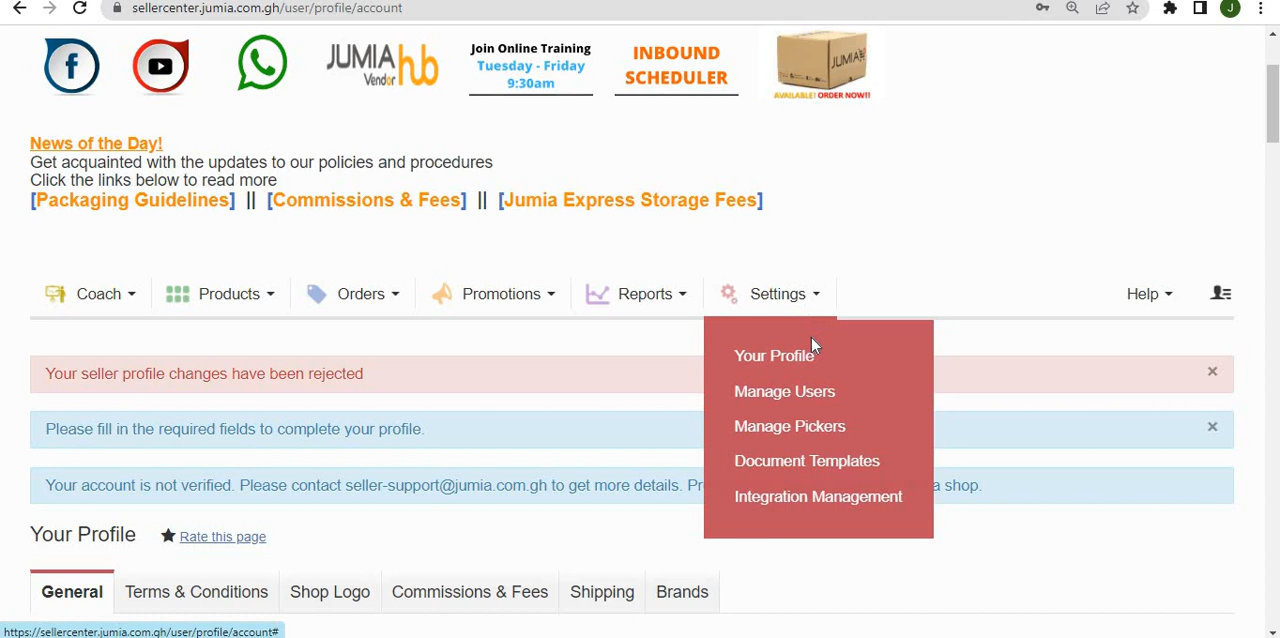 sellercenter.jumia.com.gh/user/profile/account
J
f
JUMIA hub
Vendor
Join Online Training
Tuesday - Friday
9:30am
INBOUND
SCHEDULER
JUMIA
AVAILABLE! ORDER NOW!!
News of the Day!
Get acquainted with the updates to our policies and procedures
Click the links below to read more
[Packaging Guidelines] || [Commissions & Fees] || [Jumia Express Storage Fees]
Coach Products Orders Promotions Reports Settings Help
Your Profile
Manage Users
Manage Pickers
Document Templates
Integration Management
Your seller profile changes have been rejected ×
Please fill in the required fields to complete your profile. ×
Your account is not verified. Please contact seller-support@jumia.com.gh to get more details. a shop.
Your Profile Rate this page
General Terms & Conditions Shop Logo Commissions & Fees Shipping Brands
https://sellercenter.jumia.com.gh/user/profile/account#